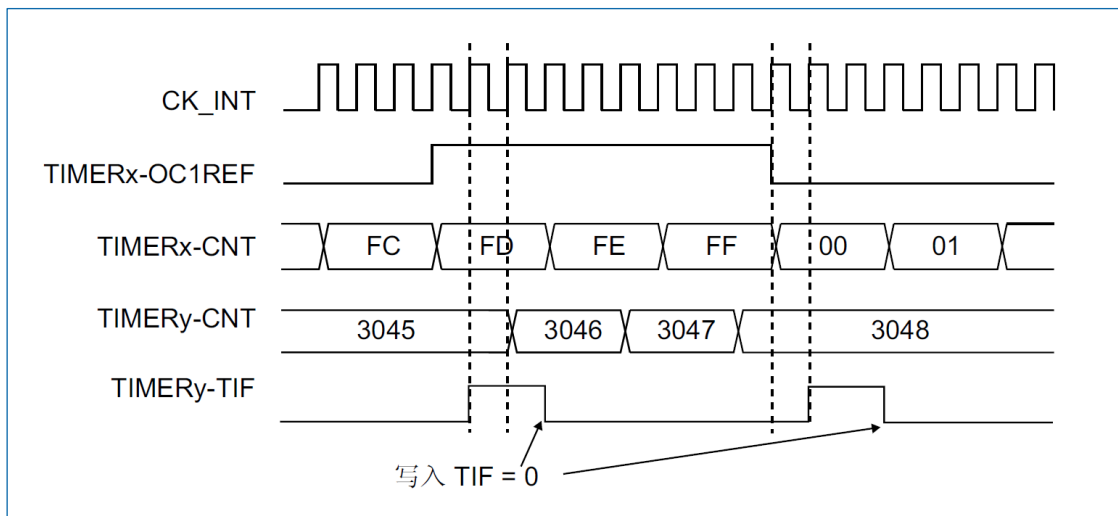 CK_INT
TIMERx-OC1REF
TIMERx-CNT FC FD FE FF 00 01
TIMERy-CNT 3045 3046 3047 3048
TIMERy-TIF
写入 TIF = 0